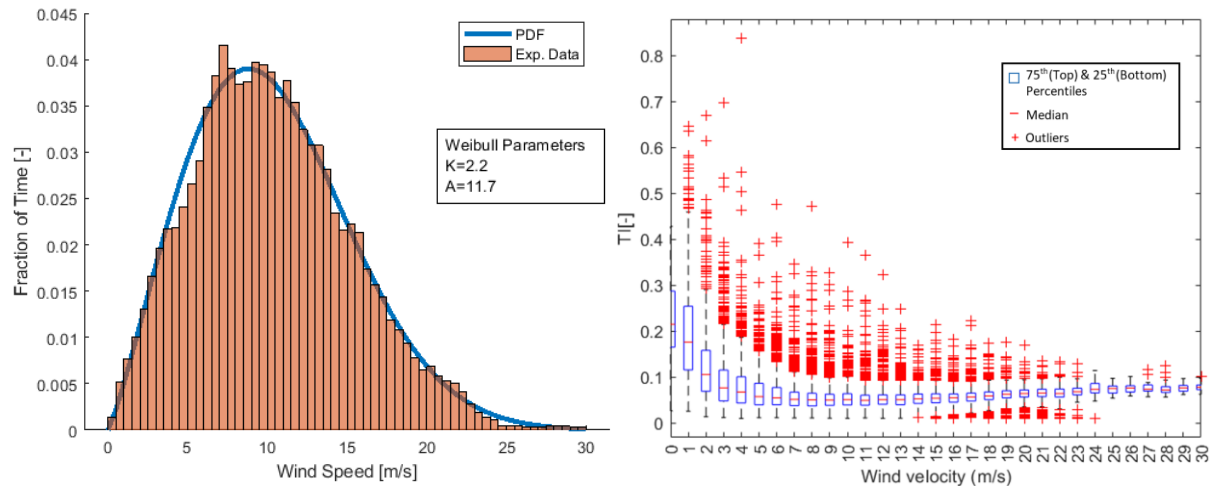 0.045
0.04
0.035
0.03
0.025
0.02
0.015
0.01
0.005
0
Fraction of Time [-]
PDF
Exp. Data
Weibull Parameters
K=2.2
A=11.7
0 5 10 15 20 25 30
Wind Speed [m/s]
0.8
0.7
0.6
0.5
0.4
0.3
0.2
0.1
0
TI[-]
75th(Top) & 25th(Bottom)
Percentiles
Median
Outliers
0 1 2 3 4 5 6 7 8 9 10 11 12 13 14 15 16 17 18 19 20 21 22 23 24 25 26 27 28 29 30
Wind velocity (m/s)